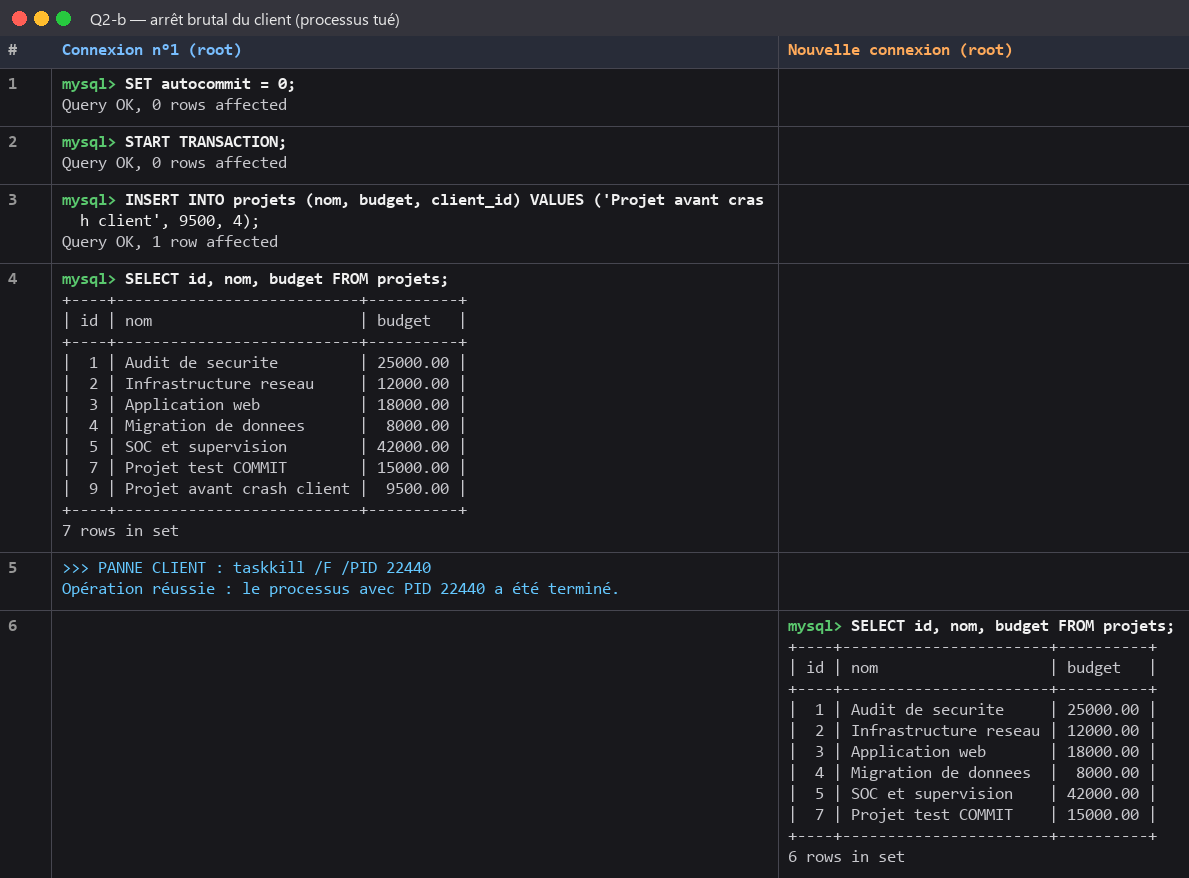 Q2-b — arrêt brutal du client (processus tué)
# Connexion n°1 (root) Nouvelle connexion (root)
1 mysql> SET autocommit = 0;
Query OK, 0 rows affected
2 mysql> START TRANSACTION;
Query OK, 0 rows affected
3 mysql> INSERT INTO projets (nom, budget, client_id) VALUES ('Projet avant cras
h client', 9500, 4);
Query OK, 1 row affected
4 mysql> SELECT id, nom, budget FROM projets;
+----+---------------------------+----------+
| id | nom                       | budget   |
+----+---------------------------+----------+
|  1 | Audit de securite         | 25000.00 |
|  2 | Infrastructure reseau     | 12000.00 |
|  3 | Application web           | 18000.00 |
|  4 | Migration de donnees      |  8000.00 |
|  5 | SOC et supervision        | 42000.00 |
|  7 | Projet test COMMIT        | 15000.00 |
|  9 | Projet avant crash client |  9500.00 |
+----+---------------------------+----------+
7 rows in set
5 >>> PANNE CLIENT : taskkill /F /PID 22440
Opération réussie : le processus avec PID 22440 a été terminé.
6 mysql> SELECT id, nom, budget FROM projets;
+----+-----------------------+----------+
| id | nom                   | budget   |
+----+-----------------------+----------+
|  1 | Audit de securite     | 25000.00 |
|  2 | Infrastructure reseau | 12000.00 |
|  3 | Application web       | 18000.00 |
|  4 | Migration de donnees  |  8000.00 |
|  5 | SOC et supervision    | 42000.00 |
|  7 | Projet test COMMIT    | 15000.00 |
+----+-----------------------+----------+
6 rows in set